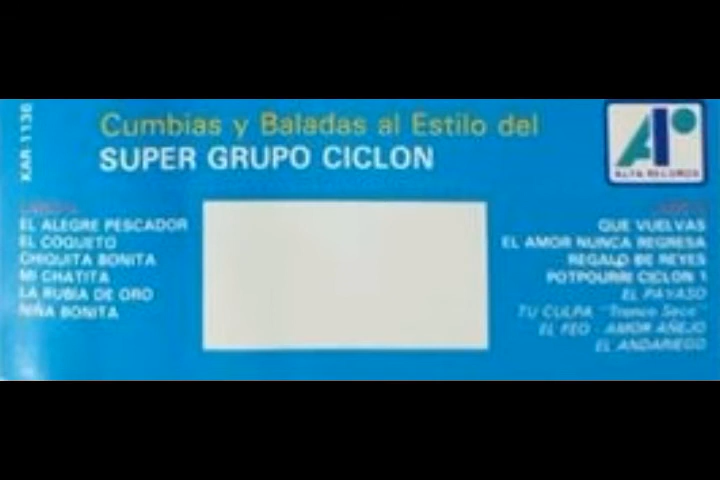 KAR-1136
Cumbias y Baladas al Estilo del
SUPER GRUPO CICLON
ALFA RECORDS
EL ALEGRE PESCADOR
EL COQUETO
CHIQUITA BONITA
MI CHATITA
LA RUBIA DE ORO
NIÑA BONITA
QUE VUELVAS
EL AMOR NUNCA REGRESA
REGALO DE REYES
POTPOURRI CICLON 1
EL PAYASO
TU CULPA - "Tronco Seco"
EL FEO - AMOR AÑEJO
EL ANDARIEGO